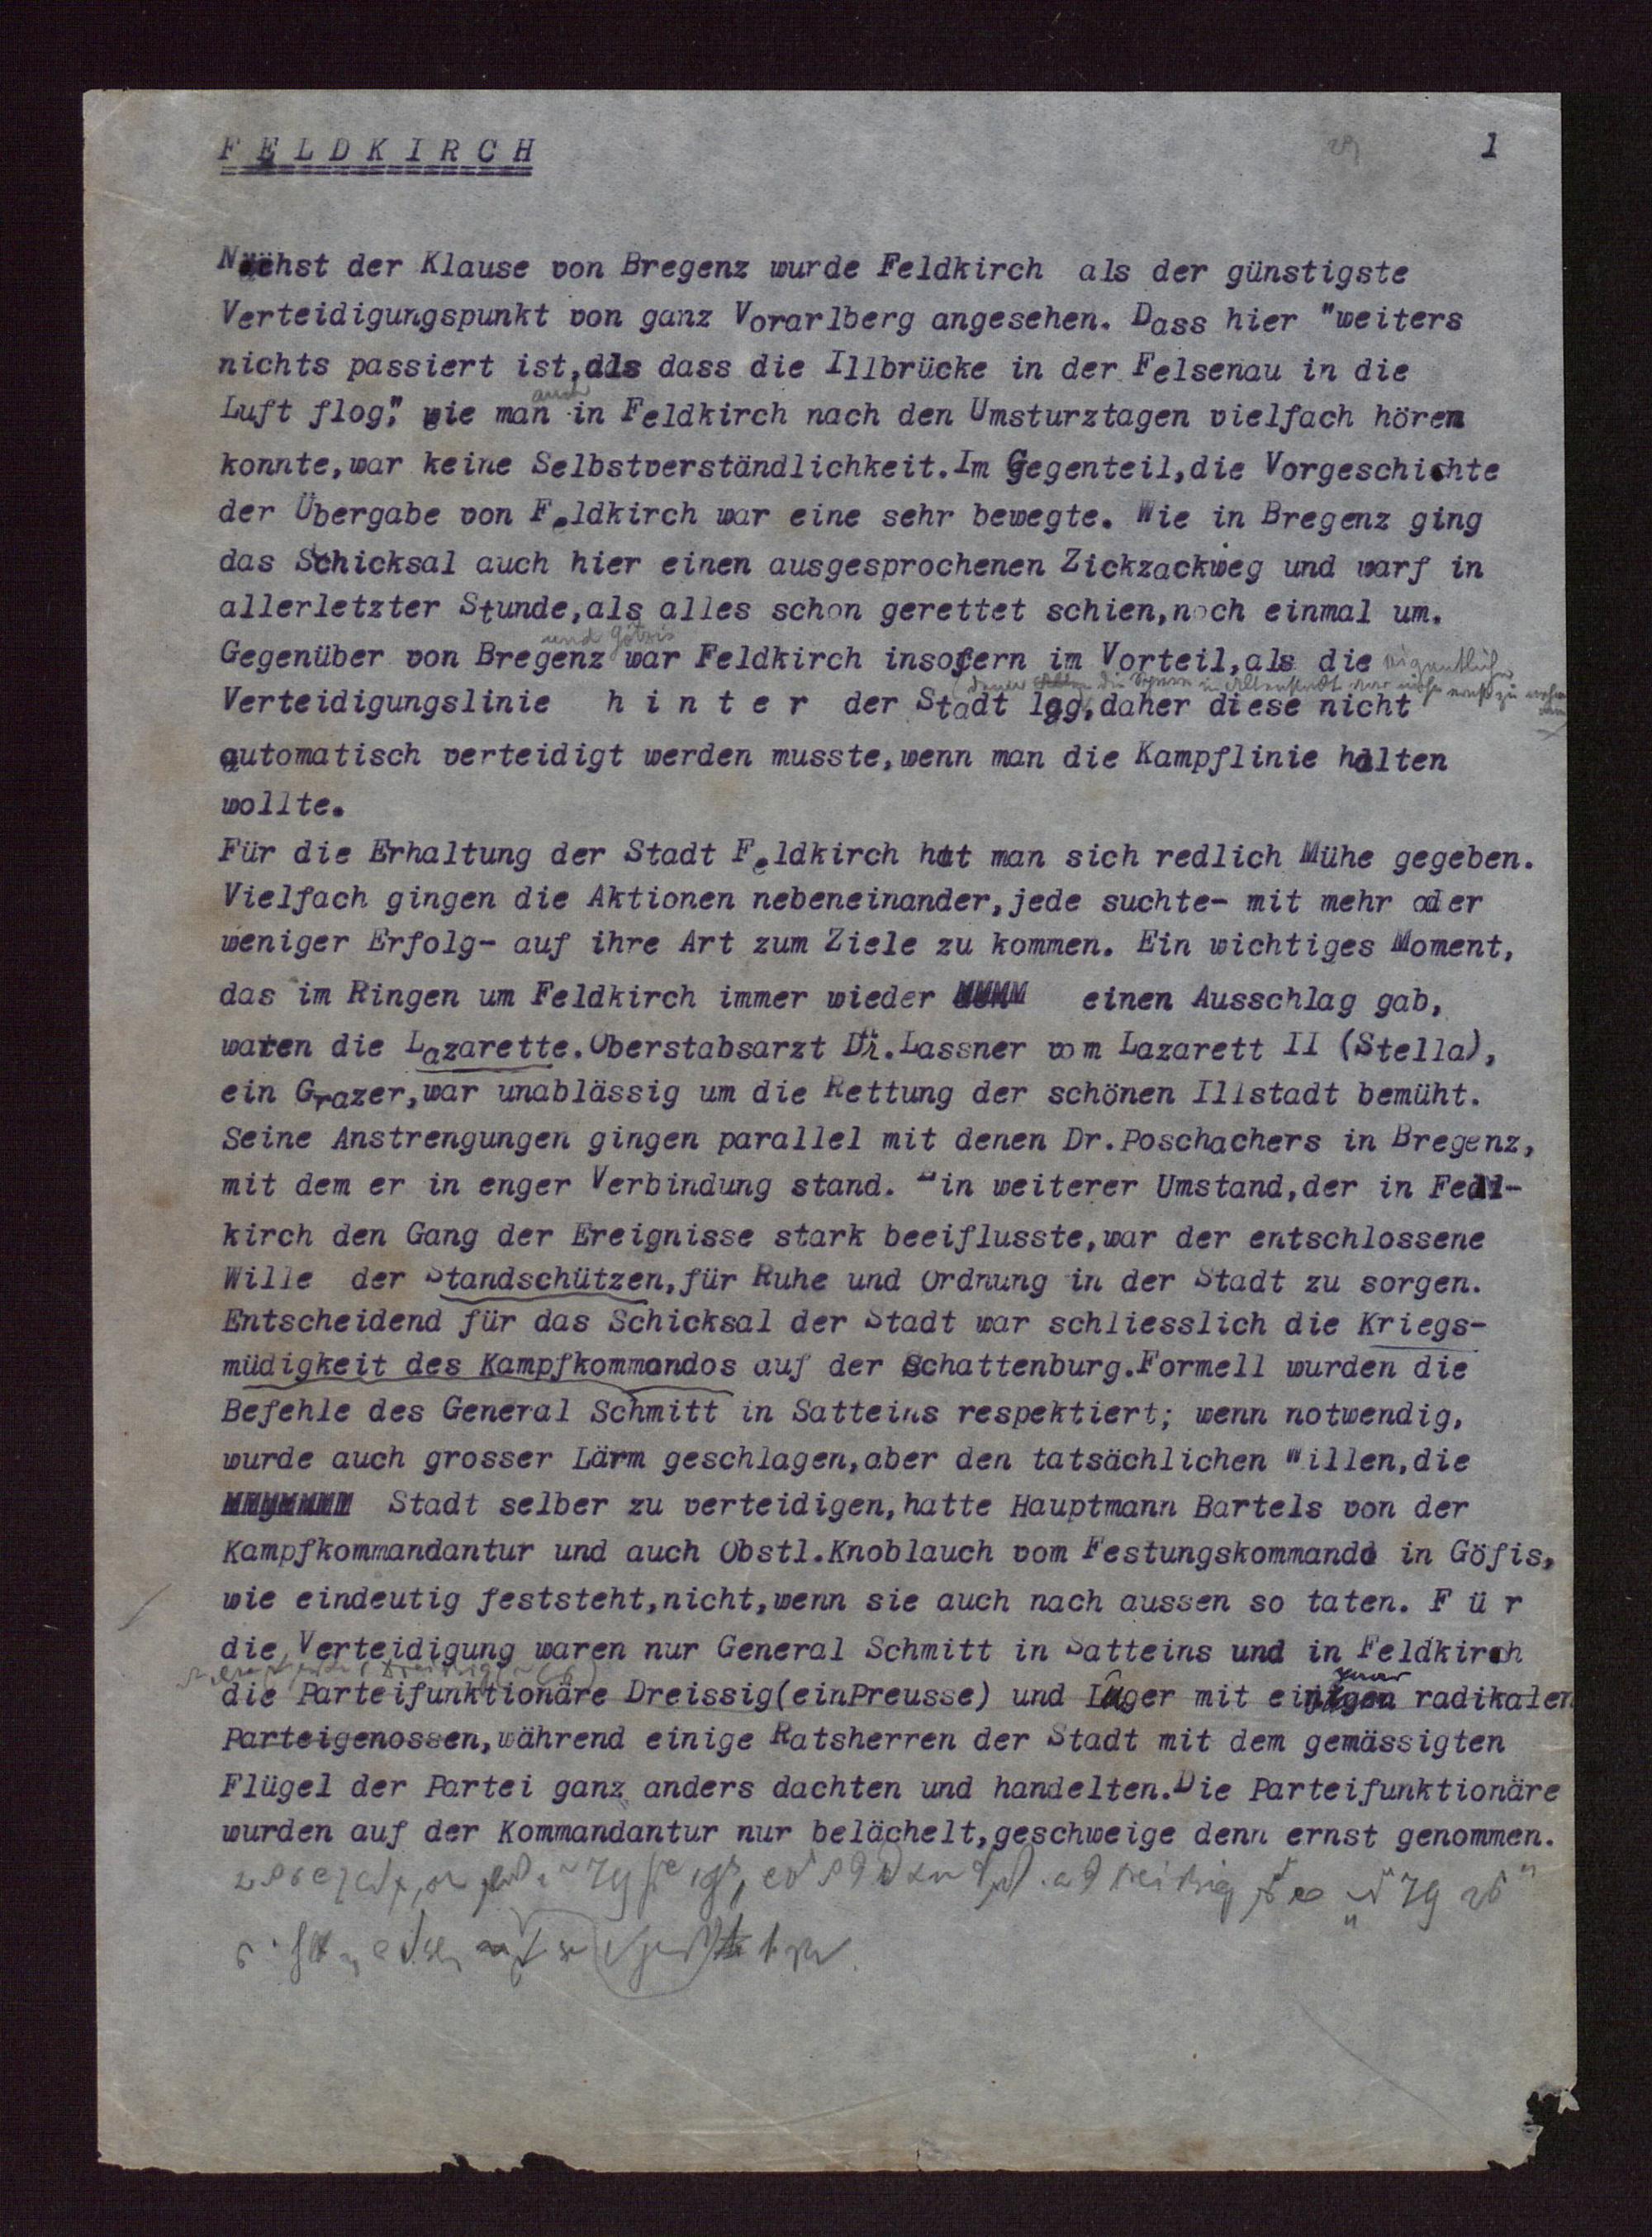 FELDKIRCH
1
Nächst der Klause von Bregenz wurde Feldkirch als der günstigste
Verteidigungspunkt von ganz Vorarlberg angesehen. Dass hier "weiters
nichts passiert ist,als dass die Illbrücke in der Felsenau in die
auch
Luft flog", wie man in Feldkirch nach den Umsturztagen vielfach hören
konnte,war keine Selbstverständlichkeit.Im Gegenteil,die Vorgeschichte
der Übergabe von Feldkirch war eine sehr bewegte. Wie in Bregenz ging
das Schicksal auch hier einen ausgesprochenen Zickzackweg und warf in
allerletzter Stunde,als alles schon gerettet schien,noch einmal um.
und Götzis
Gegenüber von Bregenz war Feldkirch insofern im Vorteil,als die eigentliche
(denn die Sperre in Altenstadt war nicht ernst zu nehmen
Verteidigungslinie h i n t e r der Stadt lag,daher diese nicht
automatisch verteidigt werden musste,wenn man die Kampflinie halten
wollte.
Für die Erhaltung der Stadt Feldkirch hat man sich redlich Mühe gegeben.
Vielfach gingen die Aktionen nebeneinander,jede suchte- mit mehr oder
weniger Erfolg- auf ihre Art zum Ziele zu kommen. Ein wichtiges Moment,
das im Ringen um Feldkirch immer wieder einen Ausschlag gab,
waren die Lazarette.Oberstabsarzt Dr.Lassner vom Lazarett II (Stella),
ein Grazer,war unablässig um die Rettung der schönen Illstadt bemüht.
Seine Anstrengungen gingen parallel mit denen Dr.Poschachers in Bregenz,
mit dem er in enger Verbindung stand. Ein weiterer Umstand,der in Feld-
kirch den Gang der Ereignisse stark beeiflusste,war der entschlossene
Wille der Standschützen,für Ruhe und Ordnung in der Stadt zu sorgen.
Entscheidend für das Schicksal der Stadt war schliesslich die Kriegs-
müdigkeit des Kampfkommandos auf der Schattenburg.Formell wurden die
Befehle des General Schmitt in Satteins respektiert; wenn notwendig,
wurde auch grosser Lärm geschlagen,aber den tatsächlichen Willen,die
Stadt selber zu verteidigen,hatte Hauptmann Bartels von der
Kampfkommandantur und auch Obstl.Knoblauch vom Festungskommando in Göfis,
wie eindeutig feststeht,nicht,wenn sie auch nach aussen so taten. F ü r
die Verteidigung waren nur General Schmitt in Satteins und in Feldkirch
die Parteifunktionäre Dreissig(einPreusse) und Luger mit einigen radikalen
Parteigenossen,während einige Ratsherren der Stadt mit dem gemässigten
Flügel der Partei ganz anders dachten und handelten.Die Parteifunktionäre
wurden auf der Kommandantur nur belächelt,geschweige denn ernst genommen.